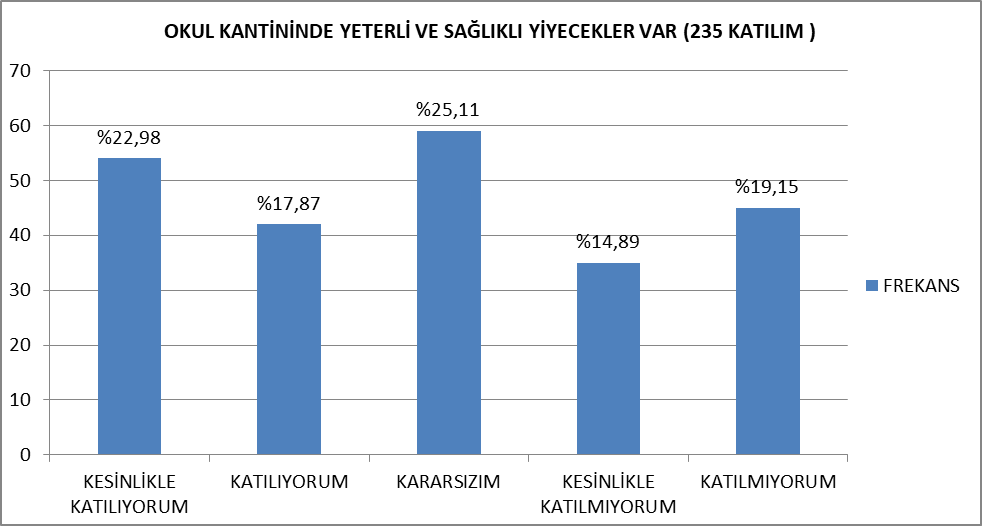 OKUL KANTİNİNDE YETERLİ VE SAĞLIKLI YİYECEKLER VAR (235 KATILIM )
70
60
50
40
30
20
10
0
%22,98
%17,87
%25,11
%14,89
%19,15
KESİNLİKLE
KATILIYORUM
KATILIYORUM
KARARSIZIM
KESİNLİKLE
KATILMIYORUM
KATILMIYORUM
FREKANS